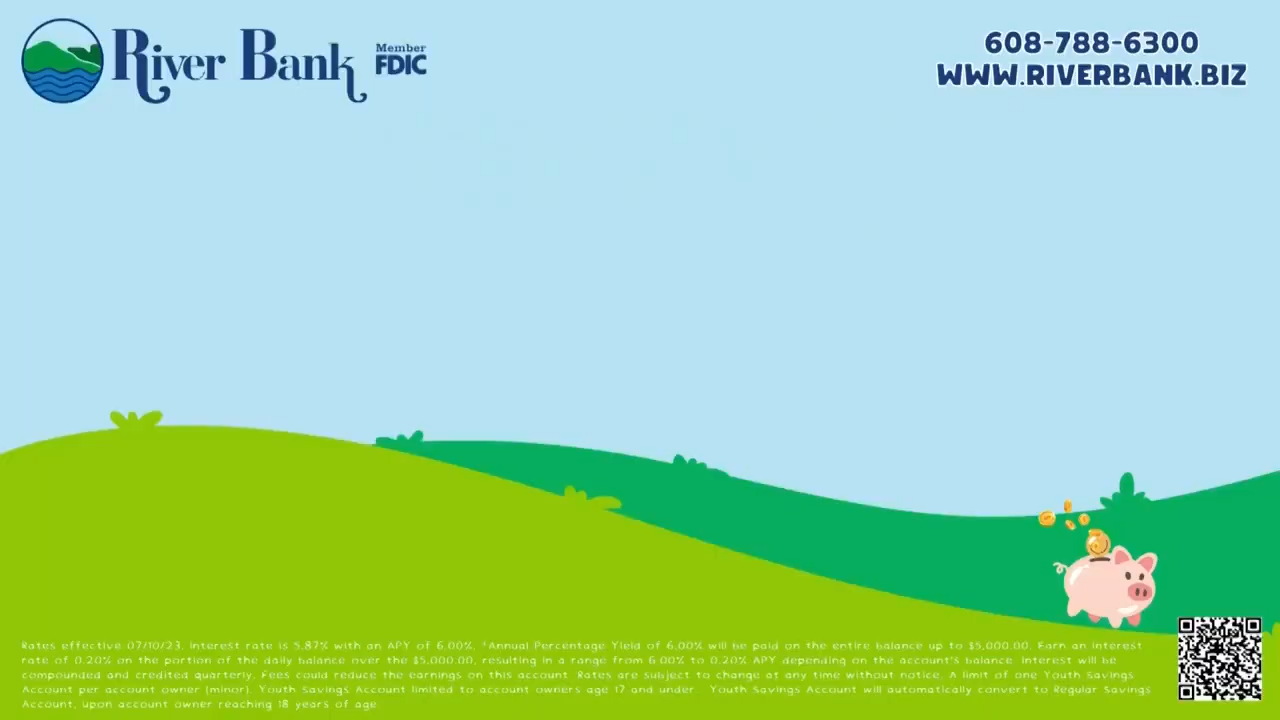 River Bank Member FDIC
608-788-6300
WWW.RIVERBANK.BIZ
Rates effective 07/10/23. Interest rate is 5.87% with an APY of 6.00%. *Annual Percentage Yield of 6.00% will be paid on the entire balance up to $5,000.00. Earn an Interest
rate of 0.20% on the portion of the daily balance over the $5,000.00, resulting in a range from 6.00% to 0.20% APY depending on the account's balance. Interest will be
compounded and credited quarterly. Fees could reduce the earnings on this account. Rates are subject to change at any time without notice. A limit of one Youth Savings
Account per account owner (minor). Youth Savings Account limited to account owners age 17 and under. Youth Savings Account will automatically convert to Regular Savings
Account, upon account owner reaching 18 years of age.